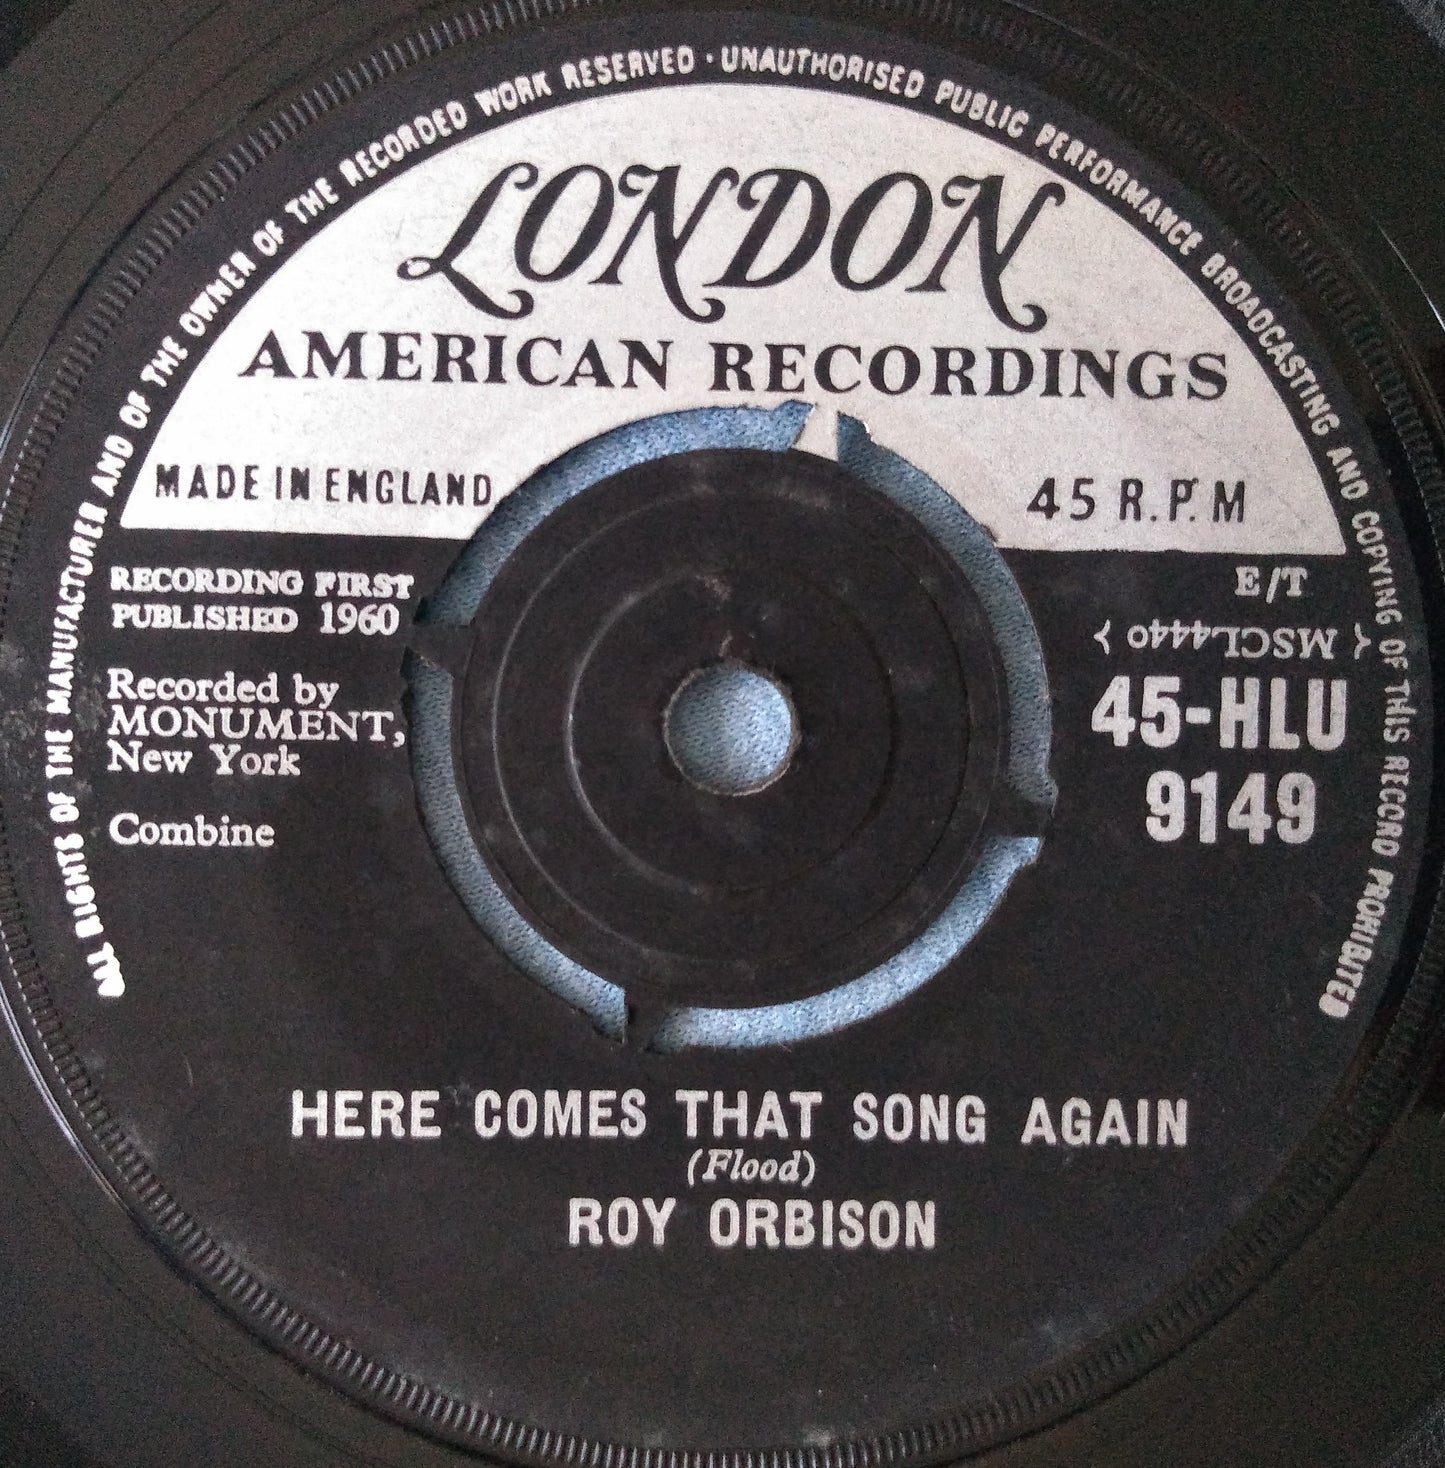 ALL RIGHTS OF THE MANUFACTURER AND OF THE OWNER OF THE RECORDED WORK RESERVED · UNAUTHORISED PUBLIC PERFORMANCE BROADCASTING AND COPYING OF THIS RECORD PROHIBITED
LONDON
AMERICAN RECORDINGS
MADE IN ENGLAND
45 R.P.M
RECORDING FIRST
PUBLISHED 1960
Recorded by
MONUMENT,
New York
Combine
E/T
{ MSCL4440 }
45-HLU
9149
HERE COMES THAT SONG AGAIN
(Flood)
ROY ORBISON